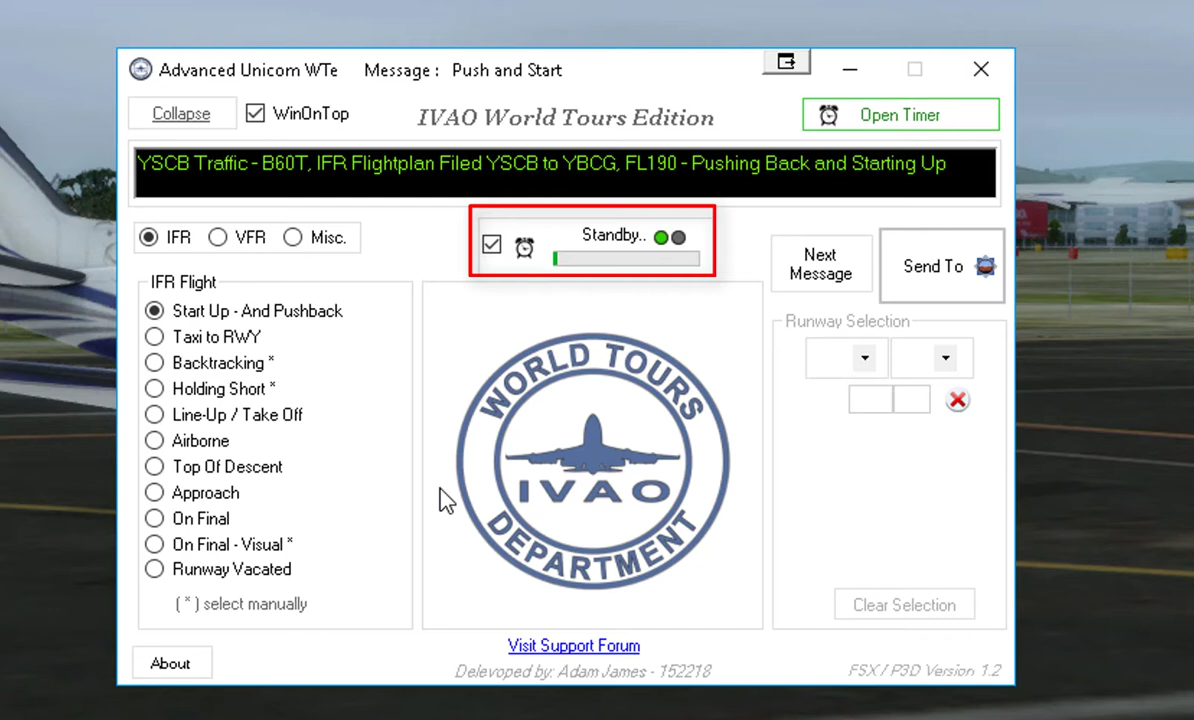 Advanced Unicom WTe Message : Push and Start
Collapse
WinOnTop
IVAO World Tours Edition
Open Timer
YSCB Traffic - B60T, IFR Flightplan Filed YSCB to YBCG, FL190 - Pushing Back and Starting Up
IFR VFR Misc.
Standby..
Next
Message
Send To
IFR Flight
Start Up - And Pushback
Taxi to RWY
Backtracking *
Holding Short *
Line-Up / Take Off
Airborne
Top Of Descent
Approach
On Final
On Final - Visual *
Runway Vacated
( * ) select manually
WORLD TOURS
IVAO
DEPARTMENT
Runway Selection
Clear Selection
About
Visit Support Forum
Delevoped by: Adam James - 152218
FSX / P3D Version 1.2